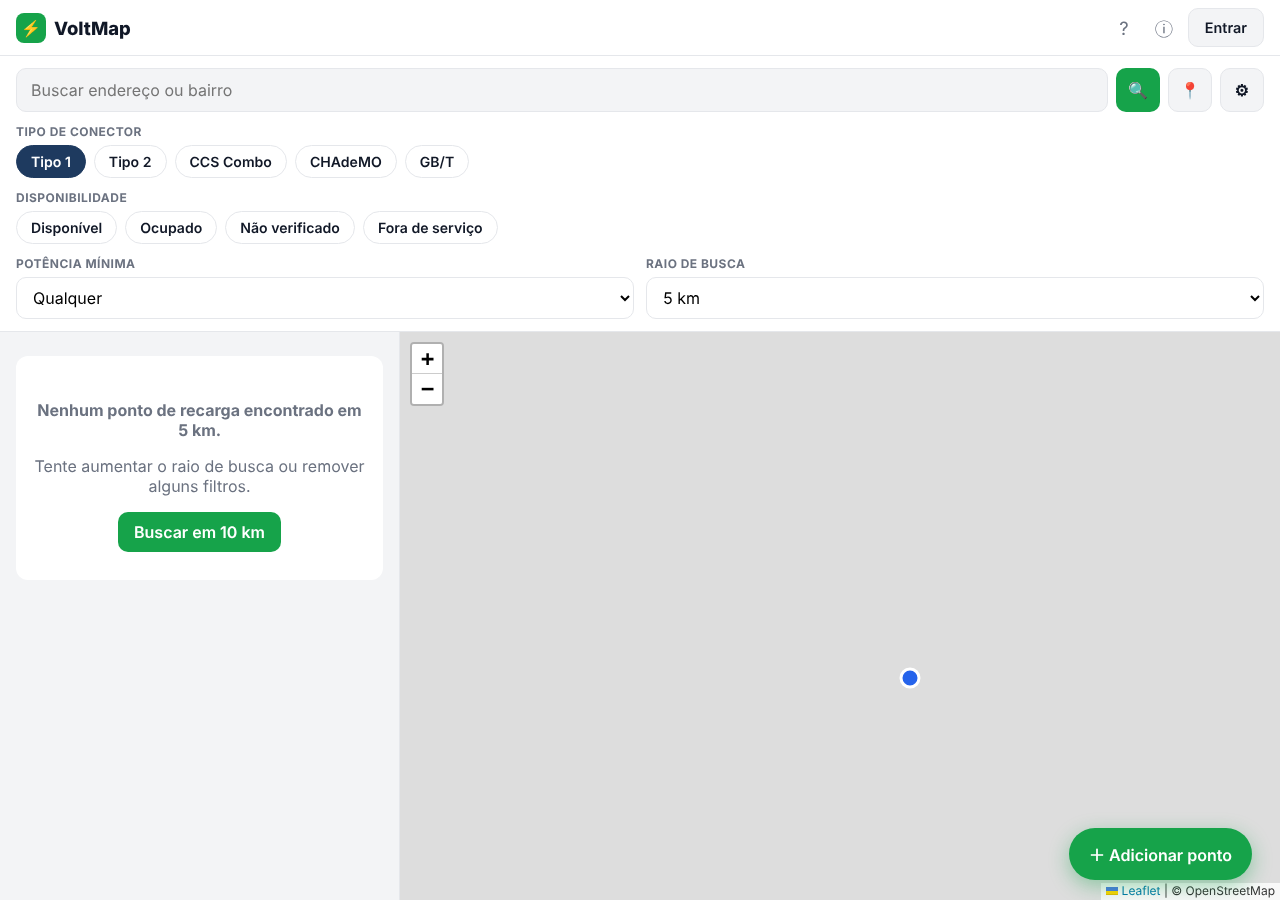 VoltMap
?
Entrar
Buscar endereço ou bairro
TIPO DE CONECTOR
Tipo 1
Tipo 2
CCS Combo
CHAdeMO
GB/T
DISPONIBILIDADE
Disponível
Ocupado
Não verificado
Fora de serviço
POTÊNCIA MÍNIMA
RAIO DE BUSCA
Qualquer
5 km
Nenhum ponto de recarga encontrado em
5 km.
Tente aumentar o raio de busca ou remover
alguns filtros.
Buscar em 10 km
+
−
+ Adicionar ponto
Leaflet | © OpenStreetMap